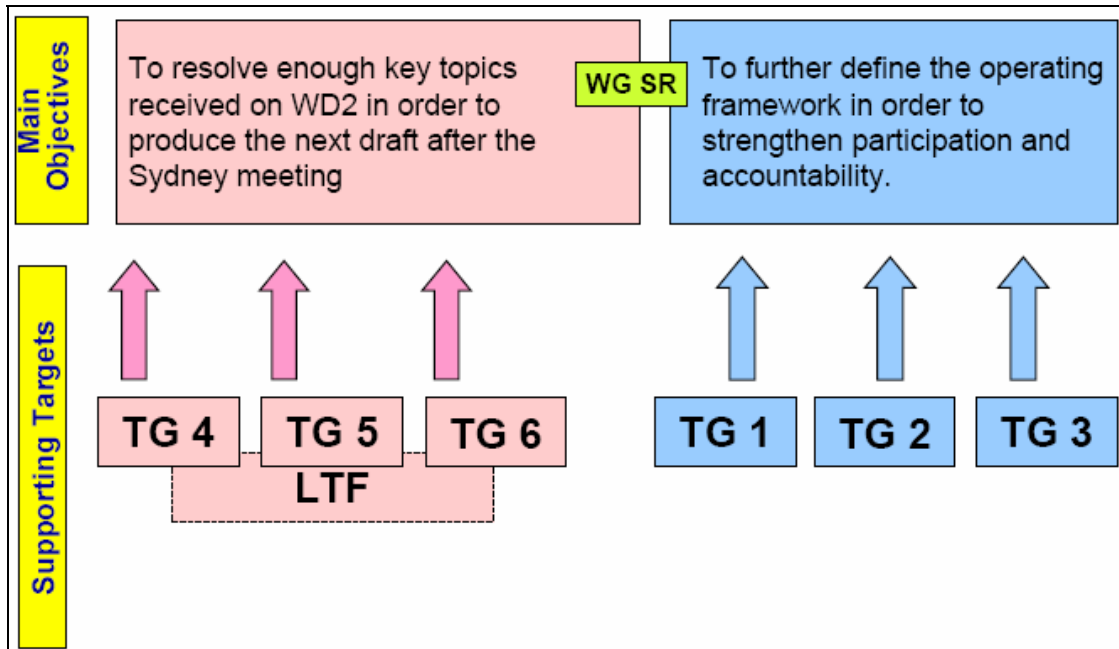 Main
Objectives
To resolve enough key topics
received on WD2 in order to
produce the next draft after the
Sydney meeting
WG SR
To further define the operating
framework in order to
strengthen participation and
accountability.
Supporting Targets
TG 4
TG 5
TG 6
LTF
TG 1
TG 2
TG 3